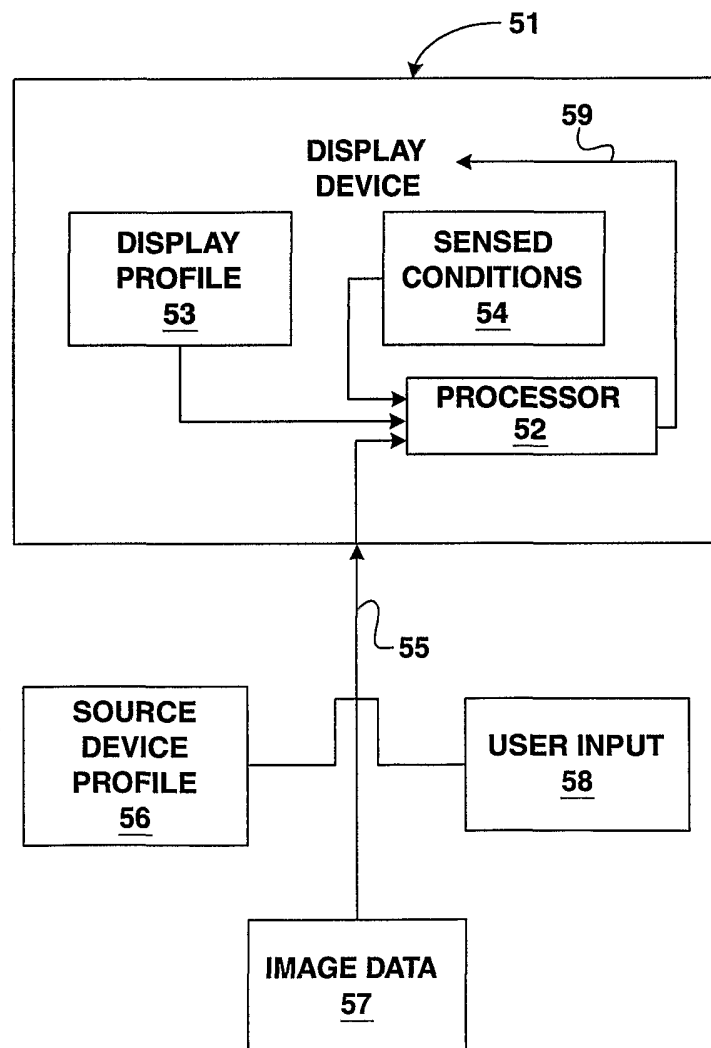 51
59
DISPLAY
DEVICE
DISPLAY
PROFILE
53
SENSED
CONDITIONS
54
PROCESSOR
52
55
SOURCE
DEVICE
PROFILE
56
USER INPUT
58
IMAGE DATA
57